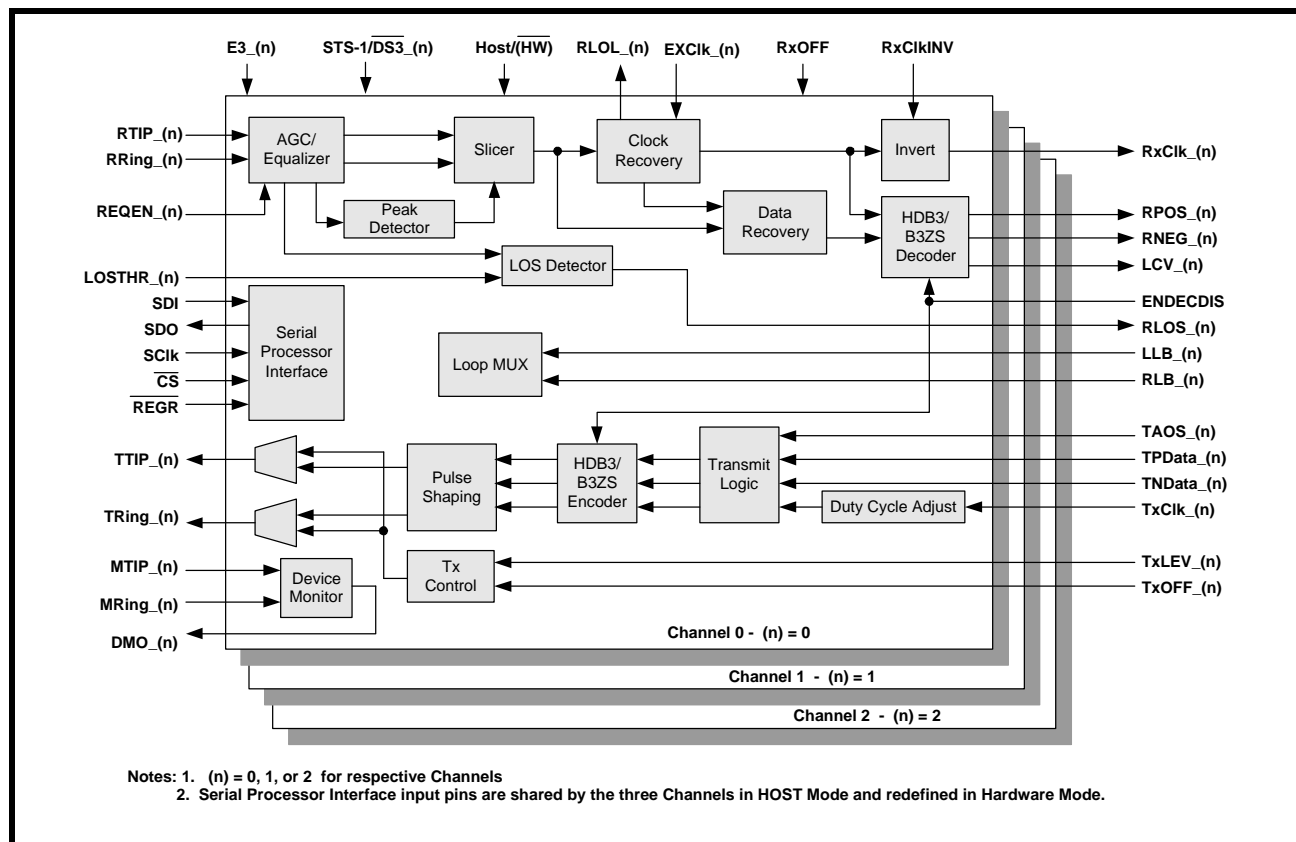 E3_(n)
STS-1/DS3_(n)
Host/(HW)
RLOL_(n)
EXClk_(n)
RxOFF
RxClkINV
RTIP_(n)
RRing_(n)
REQEN_(n)
LOSTHR_(n)
SDI
SDO
SClk
CS
REGR
TTIP_(n)
TRing_(n)
MTIP_(n)
MRing_(n)
DMO_(n)
AGC/
Equalizer
Peak
Detector
Slicer
LOS Detector
Clock
Recovery
Data
Recovery
Invert
HDB3/
B3ZS
Decoder
Serial
Processor
Interface
Loop MUX
Pulse
Shaping
HDB3/
B3ZS
Encoder
Transmit
Logic
Duty Cycle Adjust
Tx
Control
Device
Monitor
RxClk_(n)
RPOS_(n)
RNEG_(n)
LCV_(n)
ENDECDIS
RLOS_(n)
LLB_(n)
RLB_(n)
TAOS_(n)
TPData_(n)
TNData_(n)
TxClk_(n)
TxLEV_(n)
TxOFF_(n)
Channel 0 - (n) = 0
Channel 1 - (n) = 1
Channel 2 - (n) = 2
Notes: 1. (n) = 0, 1, or 2 for respective Channels
2. Serial Processor Interface input pins are shared by the three Channels in HOST Mode and redefined in Hardware Mode.